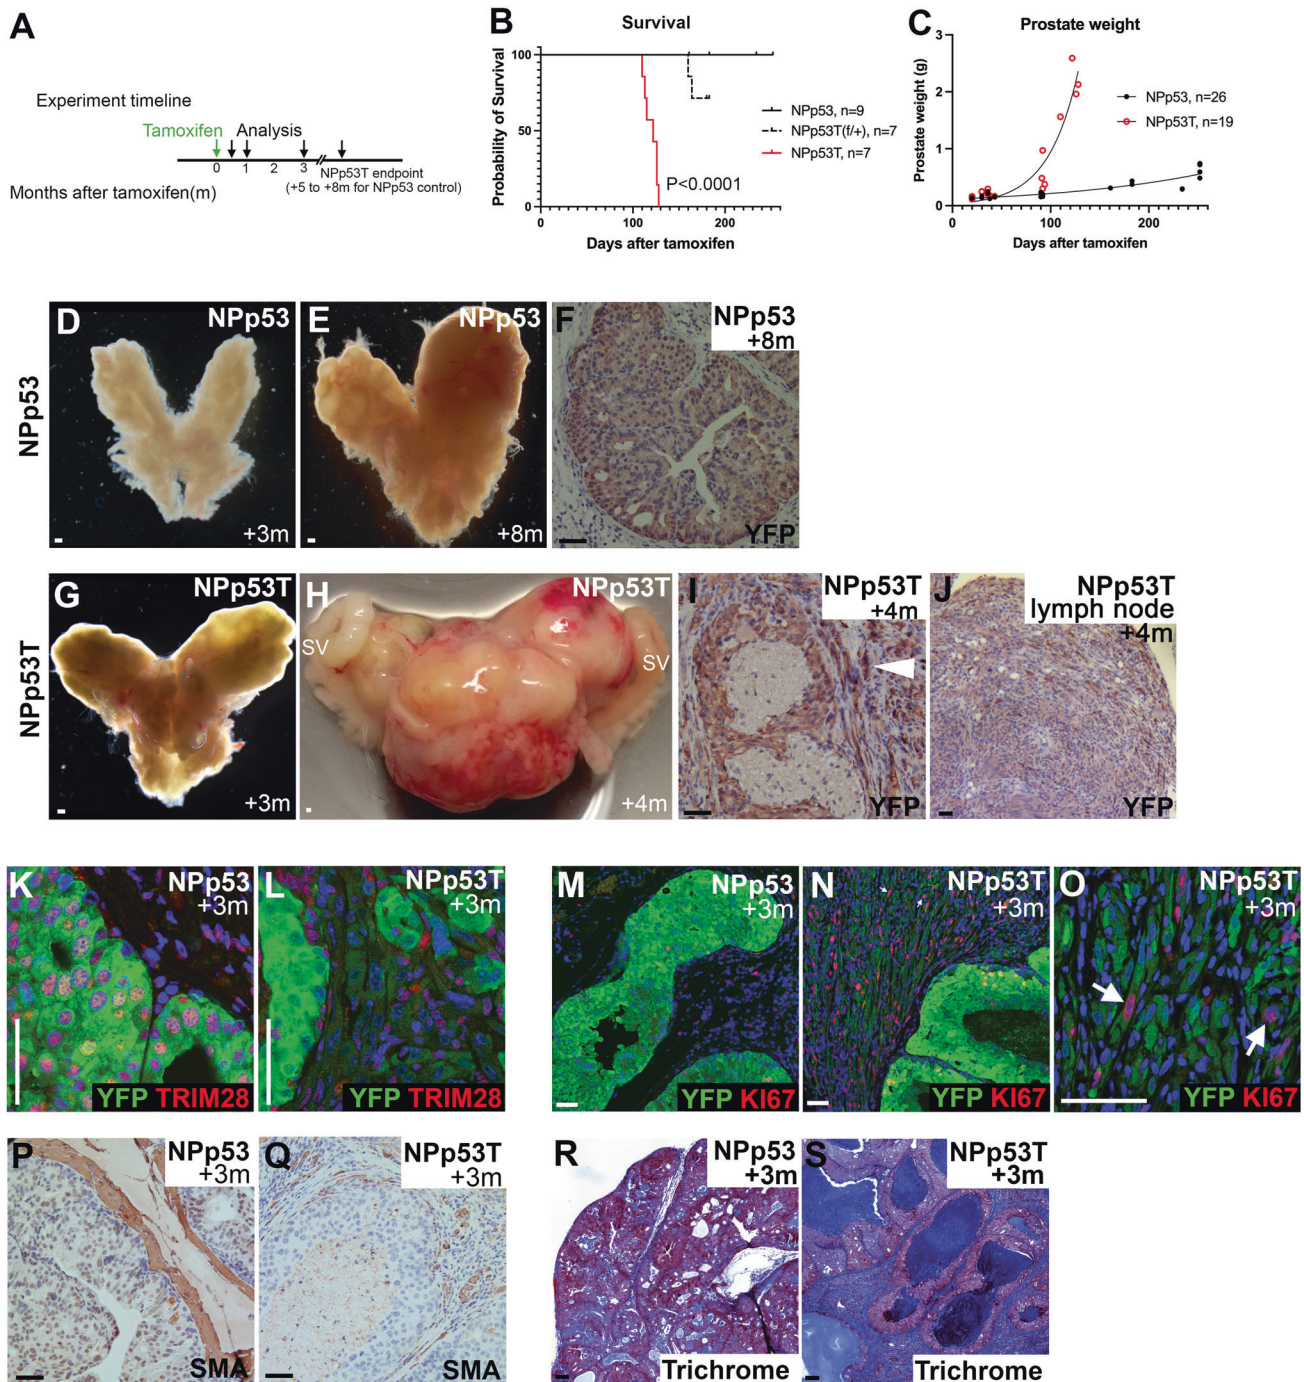 A
Experiment timeline
Tamoxifen
Analysis
0 1 2 3
NPp53T endpoint
(+5 to +8m for NPp53 control)
Months after tamoxifen(m)
B
Survival
Probability of Survival
100
50
0
0 100 200
Days after tamoxifen
P<0.0001
NPp53, n=9
NPp53T(f/+), n=7
NPp53T, n=7
C
Prostate weight
Prostate weight (g)
3
2
1
0
0 100 200
Days after tamoxifen
NPp53, n=26
NPp53T, n=19
NPp53
D
NPp53
+3m
E
NPp53
+8m
F
NPp53
+8m
YFP
NPp53T
G
NPp53T
+3m
H
NPp53T
SV
SV
+4m
I
NPp53T
+4m
YFP
J
NPp53T
lymph node
+4m
YFP
K
NPp53
+3m
YFP TRIM28
L
NPp53T
+3m
YFP TRIM28
M
NPp53
+3m
YFP KI67
N
NPp53T
+3m
YFP KI67
O
NPp53T
+3m
YFP KI67
P
NPp53
+3m
SMA
Q
NPp53T
+3m
SMA
R
NPp53
+3m
Trichrome
S
NPp53T
+3m
Trichrome